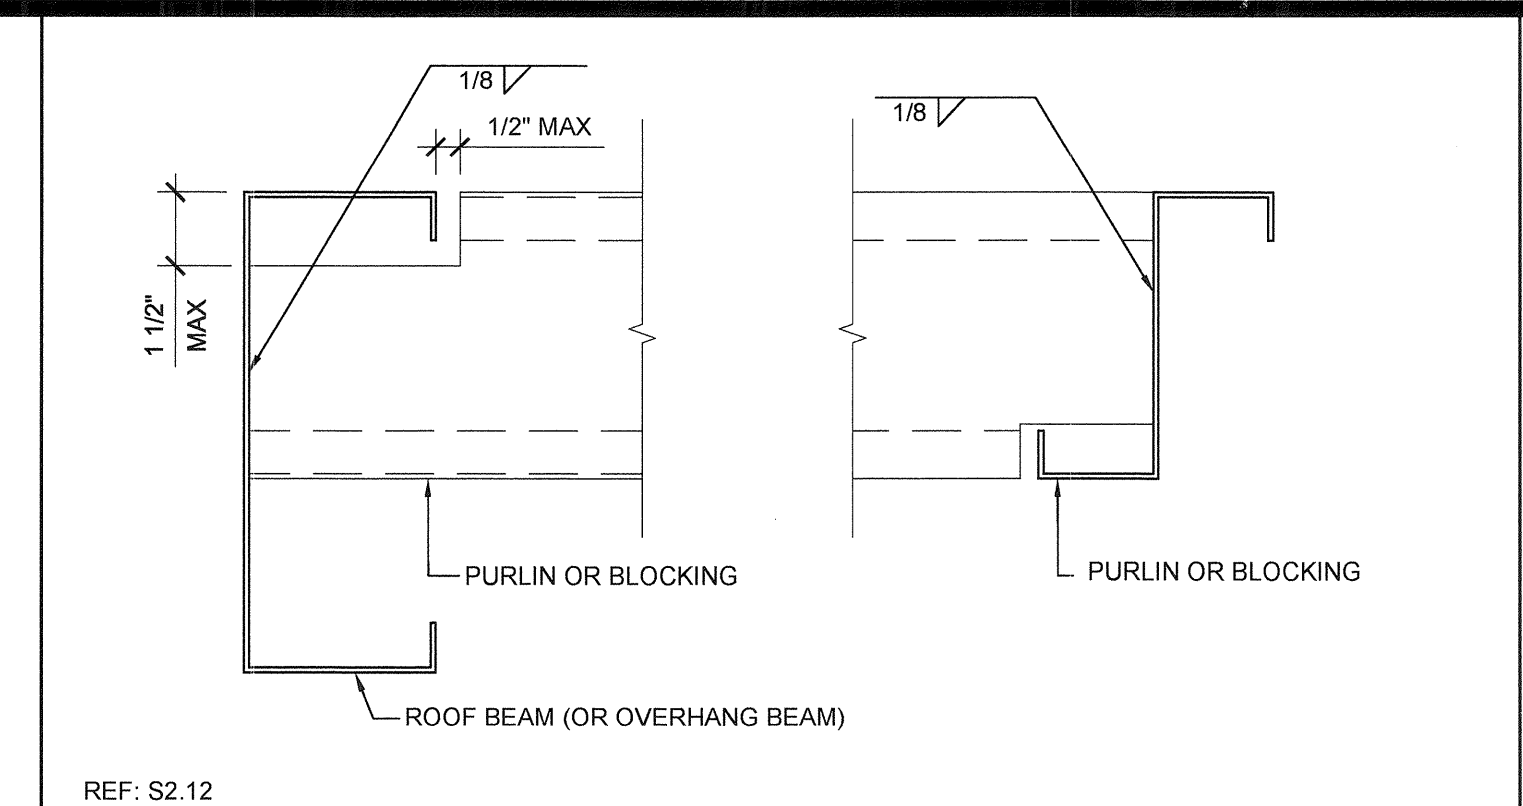 1/8
1/8
1/2" MAX
1 1/2"
MAX
PURLIN OR BLOCKING
PURLIN OR BLOCKING
ROOF BEAM (OR OVERHANG BEAM)
REF: S2.12